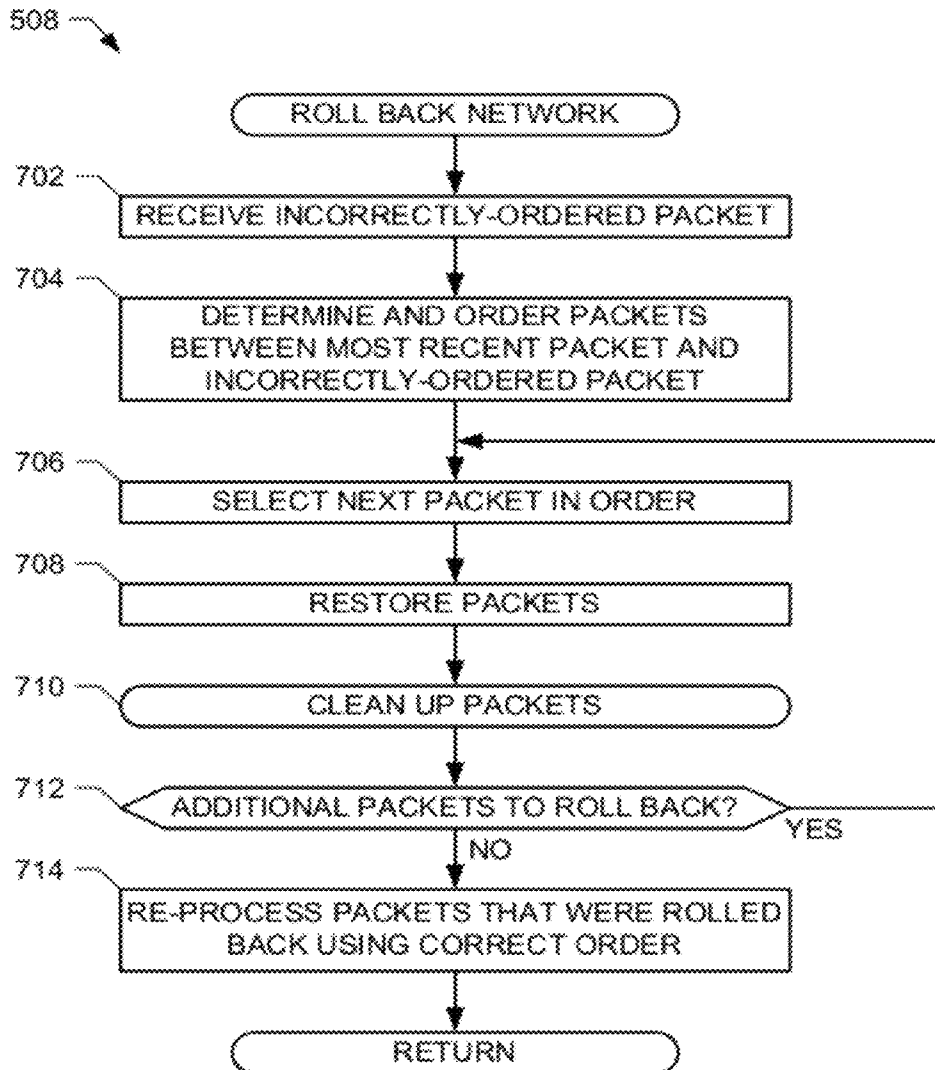 508
ROLL BACK NETWORK
702
RECEIVE INCORRECTLY-ORDERED PACKET
704
DETERMINE AND ORDER PACKETS
BETWEEN MOST RECENT PACKET AND
INCORRECTLY-ORDERED PACKET
706
SELECT NEXT PACKET IN ORDER
708
RESTORE PACKETS
710
CLEAN UP PACKETS
712
ADDITIONAL PACKETS TO ROLL BACK?
YES
NO
714
RE-PROCESS PACKETS THAT WERE ROLLED
BACK USING CORRECT ORDER
RETURN